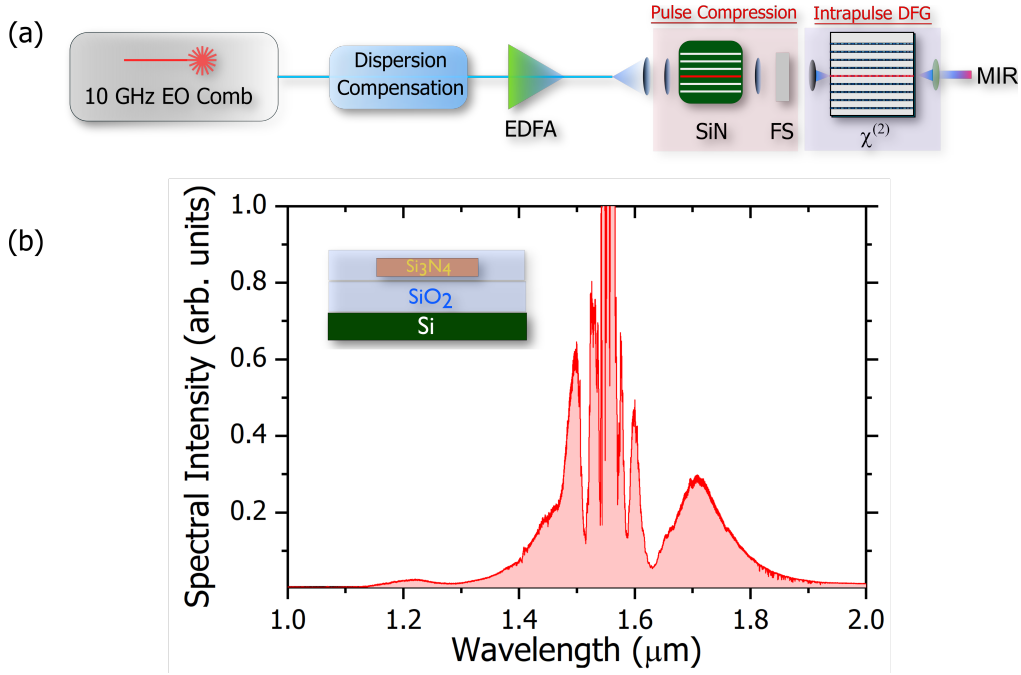 (a)
10 GHz EO Comb
Dispersion
Compensation
EDFA
Pulse Compression
SiN
FS
Intrapulse DFG
χ(2)
MIR
(b)
Spectral Intensity (arb. units)
1.0
0.8
0.6
0.4
0.2
Si3N4
SiO2
Si
1.0 1.2 1.4 1.6 1.8 2.0
Wavelength (μm)